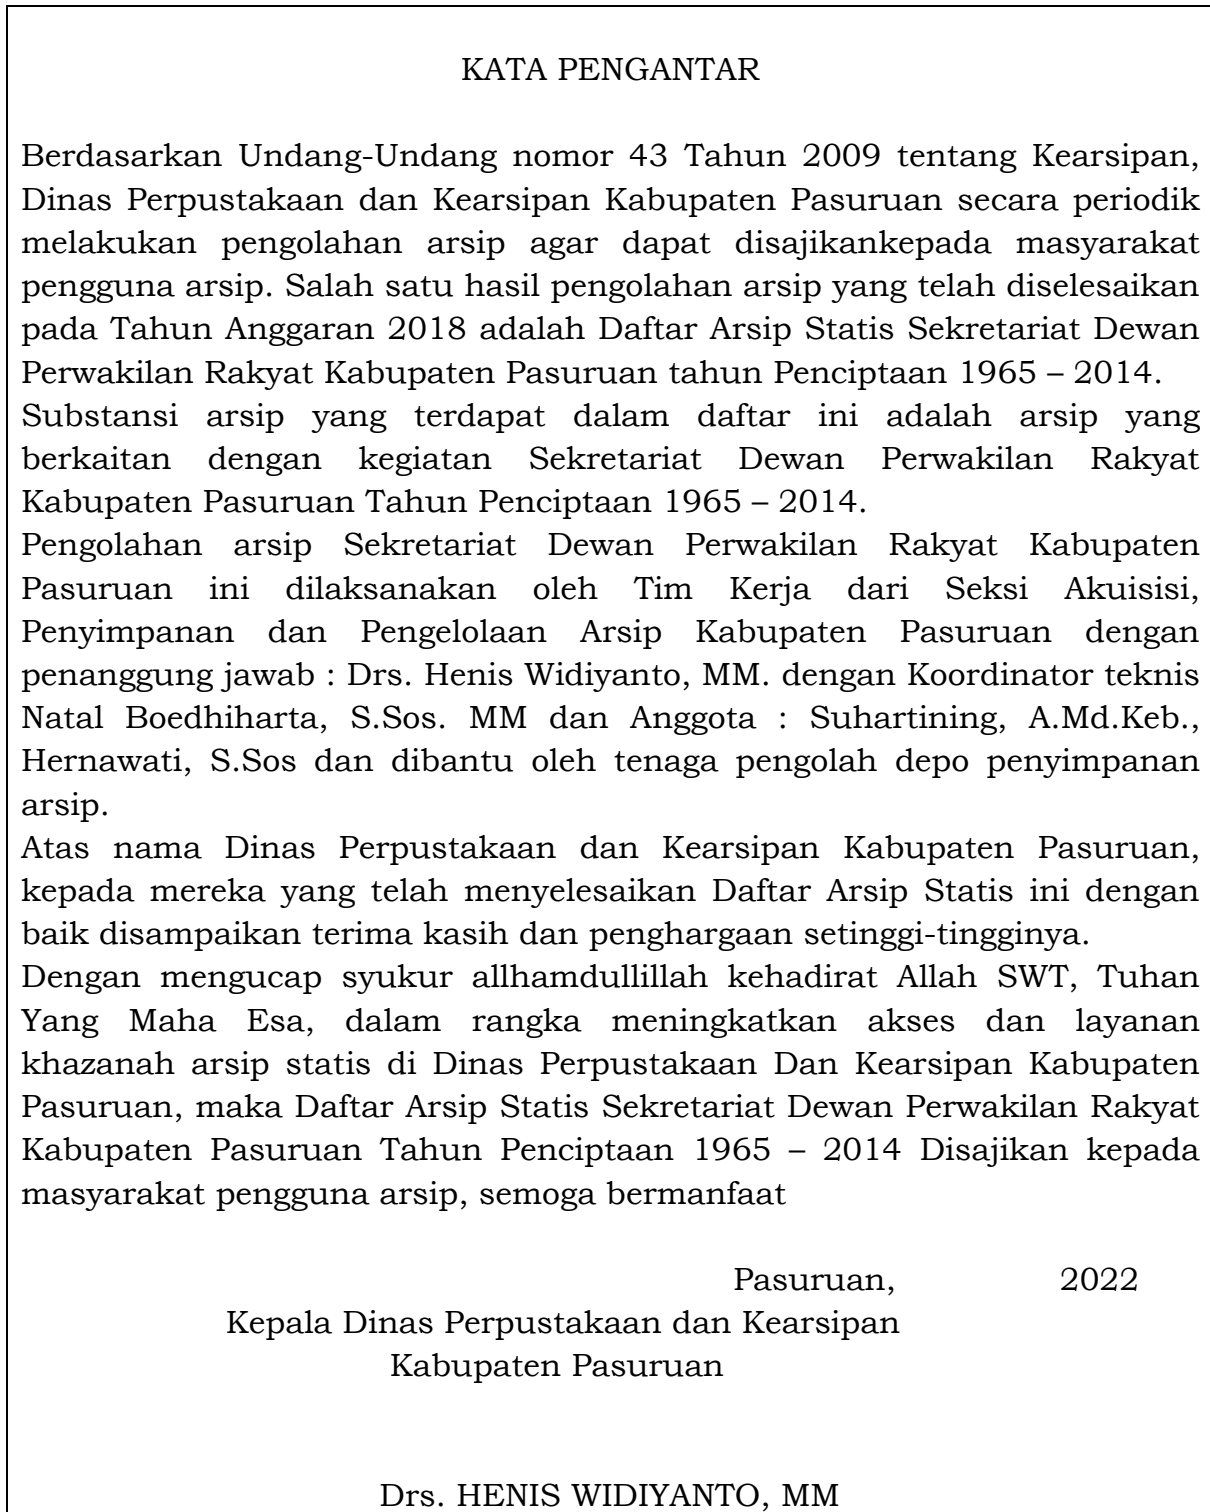 KATA PENGANTAR
Berdasarkan Undang-Undang nomor 43 Tahun 2009 tentang Kearsipan,
Dinas Perpustakaan dan Kearsipan Kabupaten Pasuruan secara periodik
melakukan pengolahan arsip agar dapat disajikankepada masyarakat
pengguna arsip. Salah satu hasil pengolahan arsip yang telah diselesaikan
pada Tahun Anggaran 2018 adalah Daftar Arsip Statis Sekretariat Dewan
Perwakilan Rakyat Kabupaten Pasuruan tahun Penciptaan 1965 – 2014.
Substansi arsip yang terdapat dalam daftar ini adalah arsip yang
berkaitan dengan kegiatan Sekretariat Dewan Perwakilan Rakyat
Kabupaten Pasuruan Tahun Penciptaan 1965 – 2014.
Pengolahan arsip Sekretariat Dewan Perwakilan Rakyat Kabupaten
Pasuruan ini dilaksanakan oleh Tim Kerja dari Seksi Akuisisi,
Penyimpanan dan Pengelolaan Arsip Kabupaten Pasuruan dengan
penanggung jawab : Drs. Henis Widiyanto, MM. dengan Koordinator teknis
Natal Boedhiharta, S.Sos. MM dan Anggota : Suhartining, A.Md.Keb.,
Hernawati, S.Sos dan dibantu oleh tenaga pengolah depo penyimpanan
arsip.
Atas nama Dinas Perpustakaan dan Kearsipan Kabupaten Pasuruan,
kepada mereka yang telah menyelesaikan Daftar Arsip Statis ini dengan
baik disampaikan terima kasih dan penghargaan setinggi-tingginya.
Dengan mengucap syukur allhamdullillah kehadirat Allah SWT, Tuhan
Yang Maha Esa, dalam rangka meningkatkan akses dan layanan
khazanah arsip statis di Dinas Perpustakaan Dan Kearsipan Kabupaten
Pasuruan, maka Daftar Arsip Statis Sekretariat Dewan Perwakilan Rakyat
Kabupaten Pasuruan Tahun Penciptaan 1965 – 2014 Disajikan kepada
masyarakat pengguna arsip, semoga bermanfaat
Pasuruan, 2022
Kepala Dinas Perpustakaan dan Kearsipan
Kabupaten Pasuruan
Drs. HENIS WIDIYANTO, MM